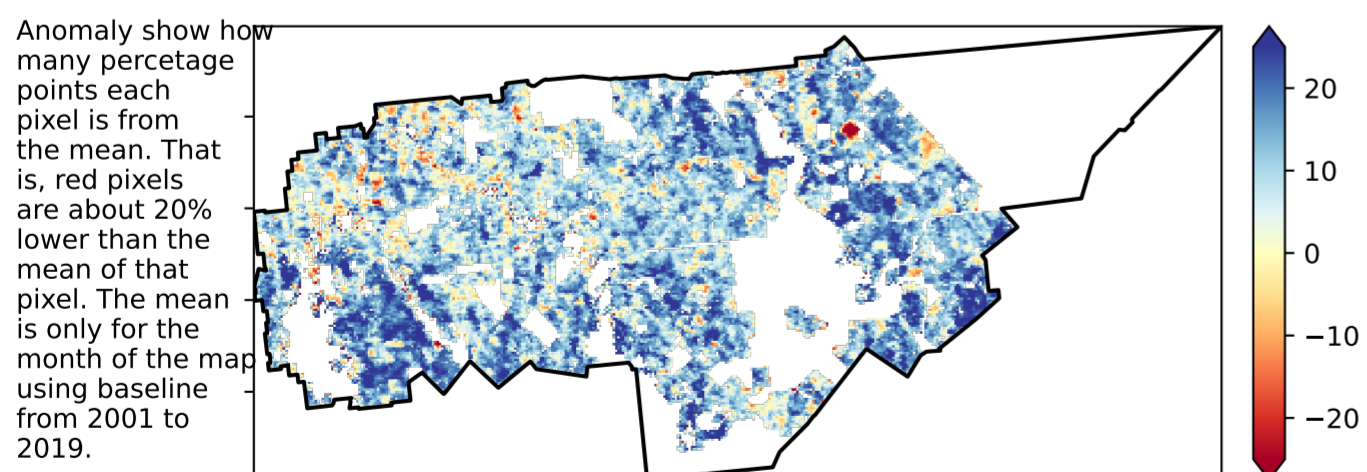 Anomaly show how
many percetage
points each
pixel is from
the mean. That
is, red pixels
are about 20%
lower than the
mean of that
pixel. The mean
is only for the
month of the map
using baseline
from 2001 to
2019.
20
10
0
−10
−20